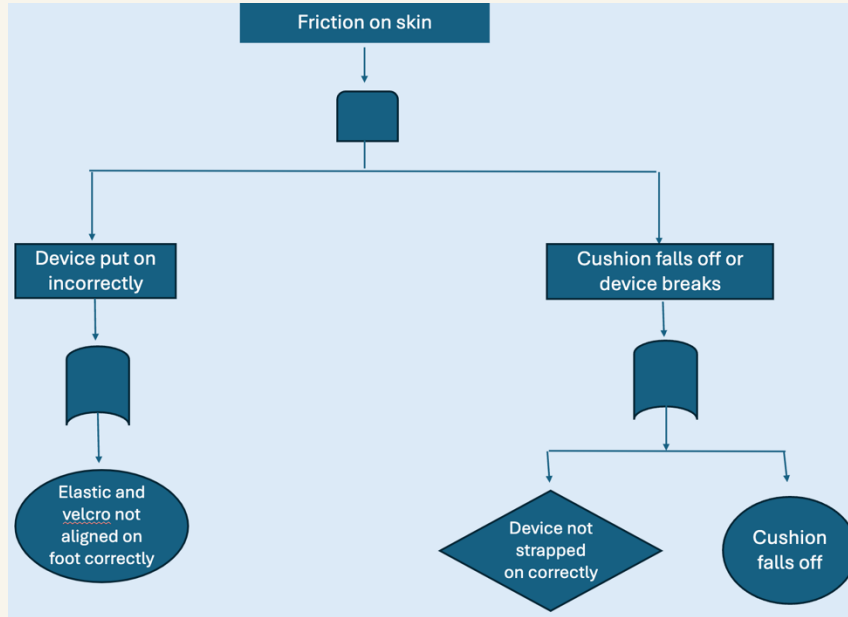 Friction on skin
Device put on
incorrectly
Cushion falls off or
device breaks
Elastic and
velcro not
aligned on
foot correctly
Device not
strapped
on correctly
Cushion
falls off